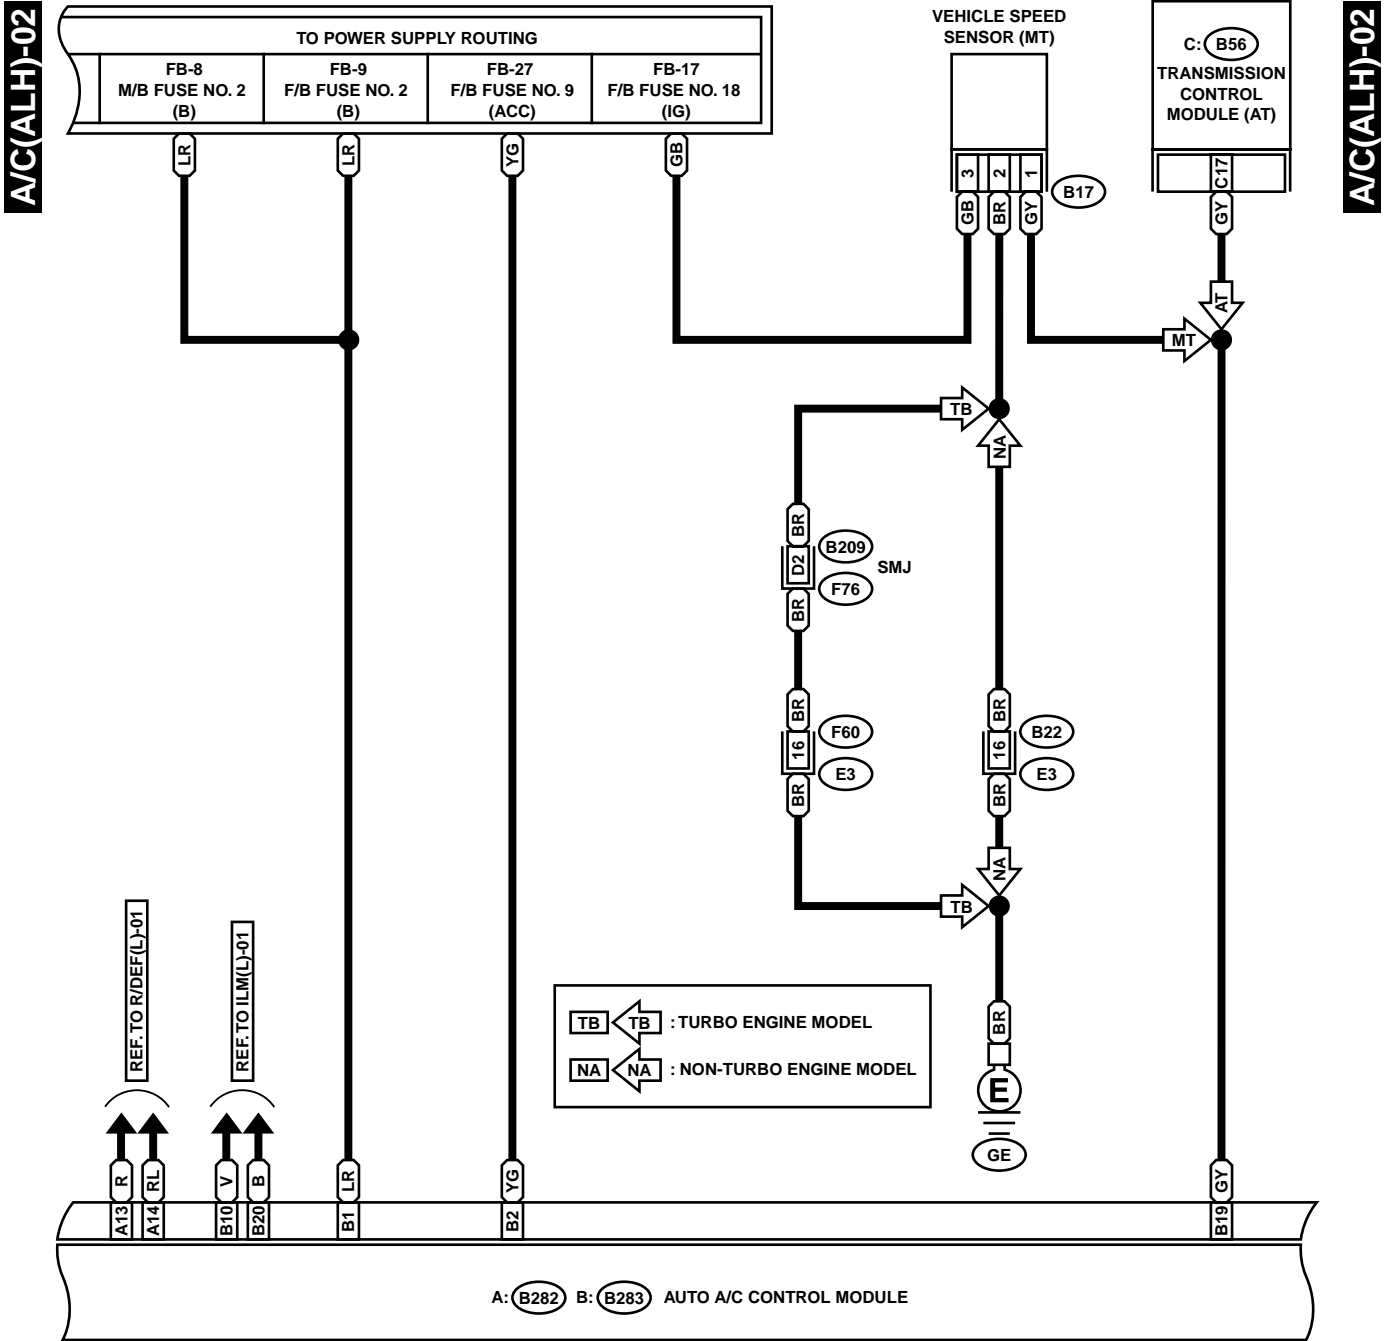 A/C(ALH)-02
A/C(ALH)-02
TO POWER SUPPLY ROUTING
FB-8
M/B FUSE NO. 2
(B)
FB-9
F/B FUSE NO. 2
(B)
FB-27
F/B FUSE NO. 9
(ACC)
FB-17
F/B FUSE NO. 18
(IG)
VEHICLE SPEED
SENSOR (MT)
C: B56
TRANSMISSION
CONTROL
MODULE (AT)
LR
LR
YG
GB
3
2
1
B17
C17
GB
BR
GY
GY
AT
MT
TB
NA
BR
D2
B209
F76
SMJ
BR
BR
16
F60
E3
BR
BR
16
B22
E3
BR
NA
TB
REF. TO R/DEF(L)-01
REF. TO ILM(L)-01
TB TB : TURBO ENGINE MODEL
NA NA : NON-TURBO ENGINE MODEL
BR
E
GE
R
RL
V
B
LR
YG
GY
A13
A14
B10
B20
B1
B2
B19
A: B282 B: B283 AUTO A/C CONTROL MODULE